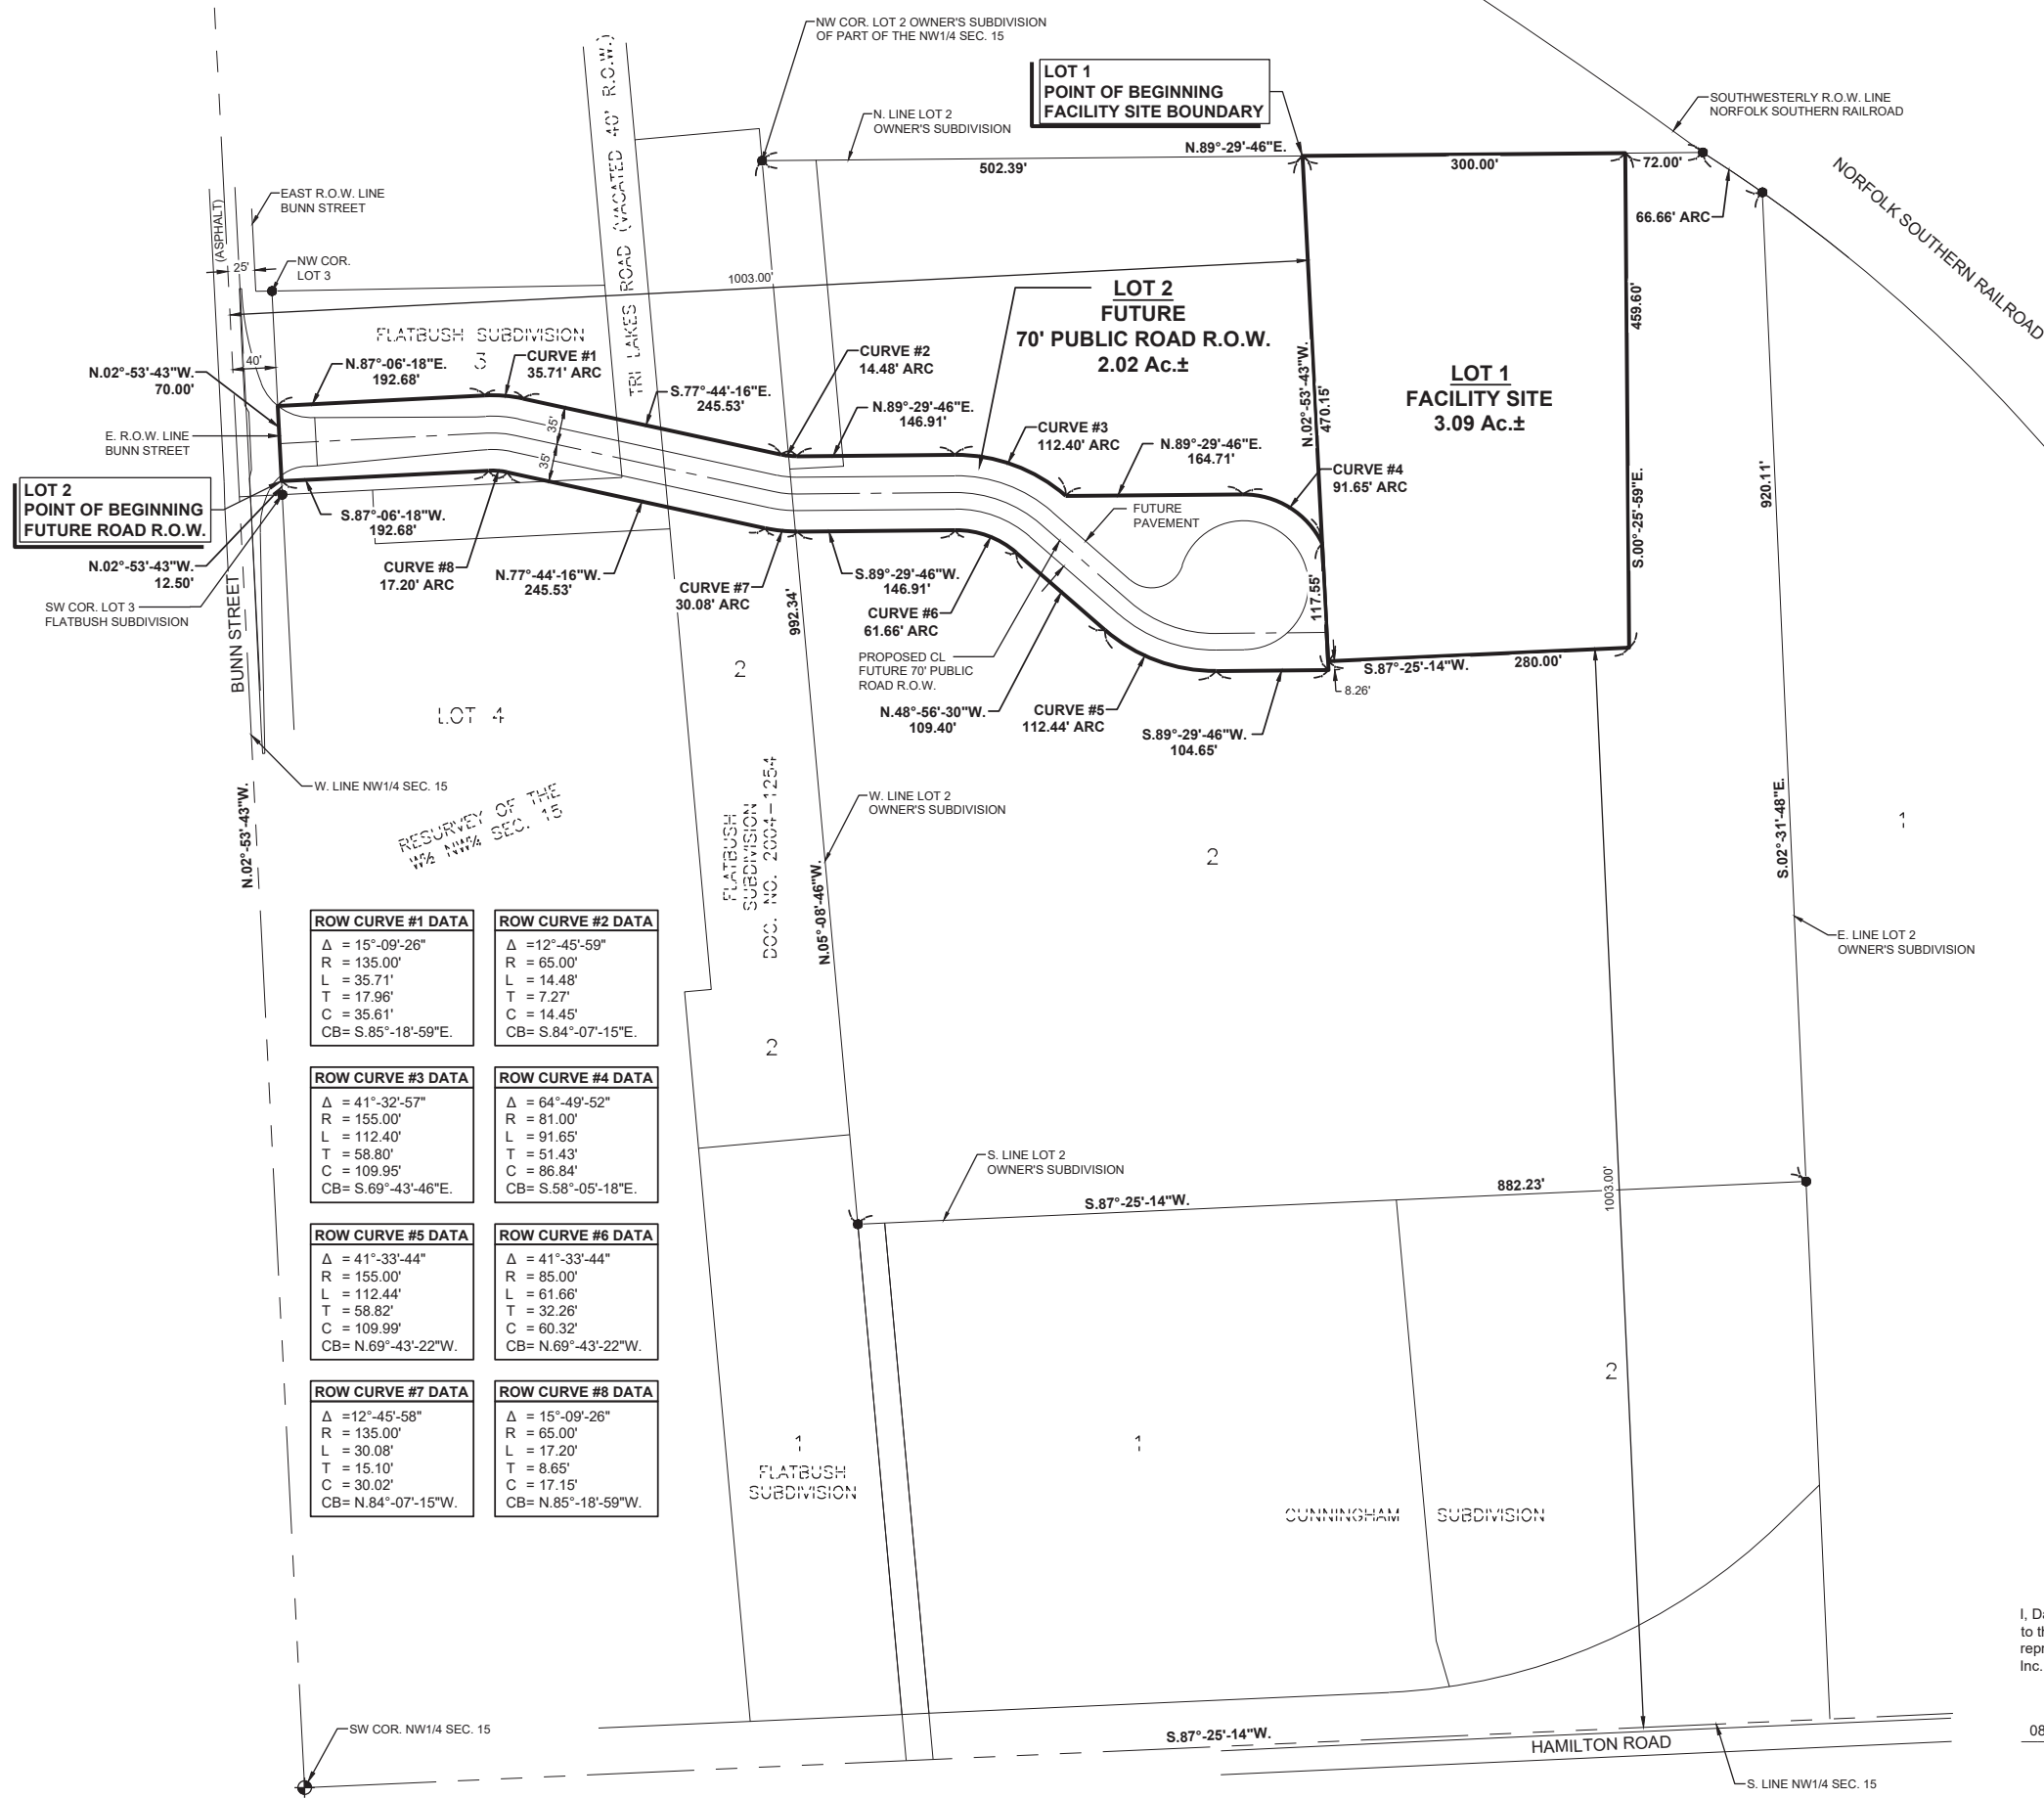 NW COR. LOT 2 OWNER'S SUBDIVISION
OF PART OF THE NW1/4 SEC. 15
LOT 1
POINT OF BEGINNING
FACILITY SITE BOUNDARY
SOUTHWESTERLY R.O.W. LINE
NORFOLK SOUTHERN RAILROAD
N. LINE LOT 2
OWNER'S SUBDIVISION
N.89°-29'-46"E.
502.39'
300.00'
72.00'
66.66' ARC
NORFOLK SOUTHERN RAILROAD
TRI LAKES ROAD (VACATED 40' R.O.W.)
EAST R.O.W. LINE
BUNN STREET
(ASPHALT)
25'
NW COR.
LOT 3
1003.00'
LOT 2
FUTURE
70' PUBLIC ROAD R.O.W.
2.02 Ac.±
459.60'
FLATBUSH SUBDIVISION
3
40'
N.02°-53'-43"W.
70.00'
N.87°-06'-18"E.
192.68'
CURVE #1
35.71' ARC
CURVE #2
14.48' ARC
S.77°-44'-16"E.
245.53'
N.89°-29'-46"E.
146.91'
CURVE #3
112.40' ARC
N.89°-29'-46"E.
164.71'
N.02°-53'-43"W.
470.15'
LOT 1
FACILITY SITE
3.09 Ac.±
CURVE #4
91.65' ARC
E. R.O.W. LINE
BUNN STREET
35'
35'
LOT 2
POINT OF BEGINNING
FUTURE ROAD R.O.W.
S.87°-06'-18"W.
192.68'
FUTURE
PAVEMENT
S.00°-25'-59"E.
920.11'
N.02°-53'-43"W.
12.50'
SW COR. LOT 3
FLATBUSH SUBDIVISION
CURVE #8
17.20' ARC
N.77°-44'-16"W.
245.53'
CURVE #7
30.08' ARC
992.34'
S.89°-29'-46"W.
146.91'
CURVE #6
61.66' ARC
117.55'
BUNN STREET
PROPOSED CL
FUTURE 70' PUBLIC
ROAD R.O.W.
S.87°-25'-14"W.
280.00'
8.26'
2
N.48°-56'-30"W.
109.40'
CURVE #5
112.44' ARC
S.89°-29'-46"W.
104.65'
LOT 4
W. LINE NW1/4 SEC. 15
N.02°-53'-43"W.
RESURVEY OF THE
W½ NW¼ SEC. 15
FLATBUSH
SUBDIVISION
DOC. NO. 2004-1254
W. LINE LOT 2
OWNER'S SUBDIVISION
N.05°-08'-46"W.
2
S.02°-31'-48"E.
1
E. LINE LOT 2
OWNER'S SUBDIVISION
ROW CURVE #1 DATA
Δ = 15°-09'-26"
R = 135.00'
L = 35.71'
T = 17.96'
C = 35.61'
CB= S.85°-18'-59"E.
ROW CURVE #2 DATA
Δ =12°-45'-59"
R = 65.00'
L = 14.48'
T = 7.27'
C = 14.45'
CB= S.84°-07'-15"E.
2
ROW CURVE #3 DATA
Δ = 41°-32'-57"
R = 155.00'
L = 112.40'
T = 58.80'
C = 109.95'
CB= S.69°-43'-46"E.
ROW CURVE #4 DATA
Δ = 64°-49'-52"
R = 81.00'
L = 91.65'
T = 51.43'
C = 86.84'
CB= S.58°-05'-18"E.
S. LINE LOT 2
OWNER'S SUBDIVISION
S.87°-25'-14"W.
882.23'
1003.00'
ROW CURVE #5 DATA
Δ = 41°-33'-44"
R = 155.00'
L = 112.44'
T = 58.82'
C = 109.99'
CB= N.69°-43'-22"W.
ROW CURVE #6 DATA
Δ = 41°-33'-44"
R = 85.00'
L = 61.66'
T = 32.26'
C = 60.32'
CB= N.69°-43'-22"W.
2
ROW CURVE #7 DATA
Δ =12°-45'-58"
R = 135.00'
L = 30.08'
T = 15.10'
C = 30.02'
CB= N.84°-07'-15"W.
ROW CURVE #8 DATA
Δ = 15°-09'-26"
R = 65.00'
L = 17.20'
T = 8.65'
C = 17.15'
CB= N.85°-18'-59"W.
1
FLATBUSH
SUBDIVISION
1
CUNNINGHAM SUBDIVISION
I, Da
to th
repr
Inc.
08
SW COR. NW1/4 SEC. 15
S.87°-25'-14"W.
HAMILTON ROAD
S. LINE NW1/4 SEC. 15